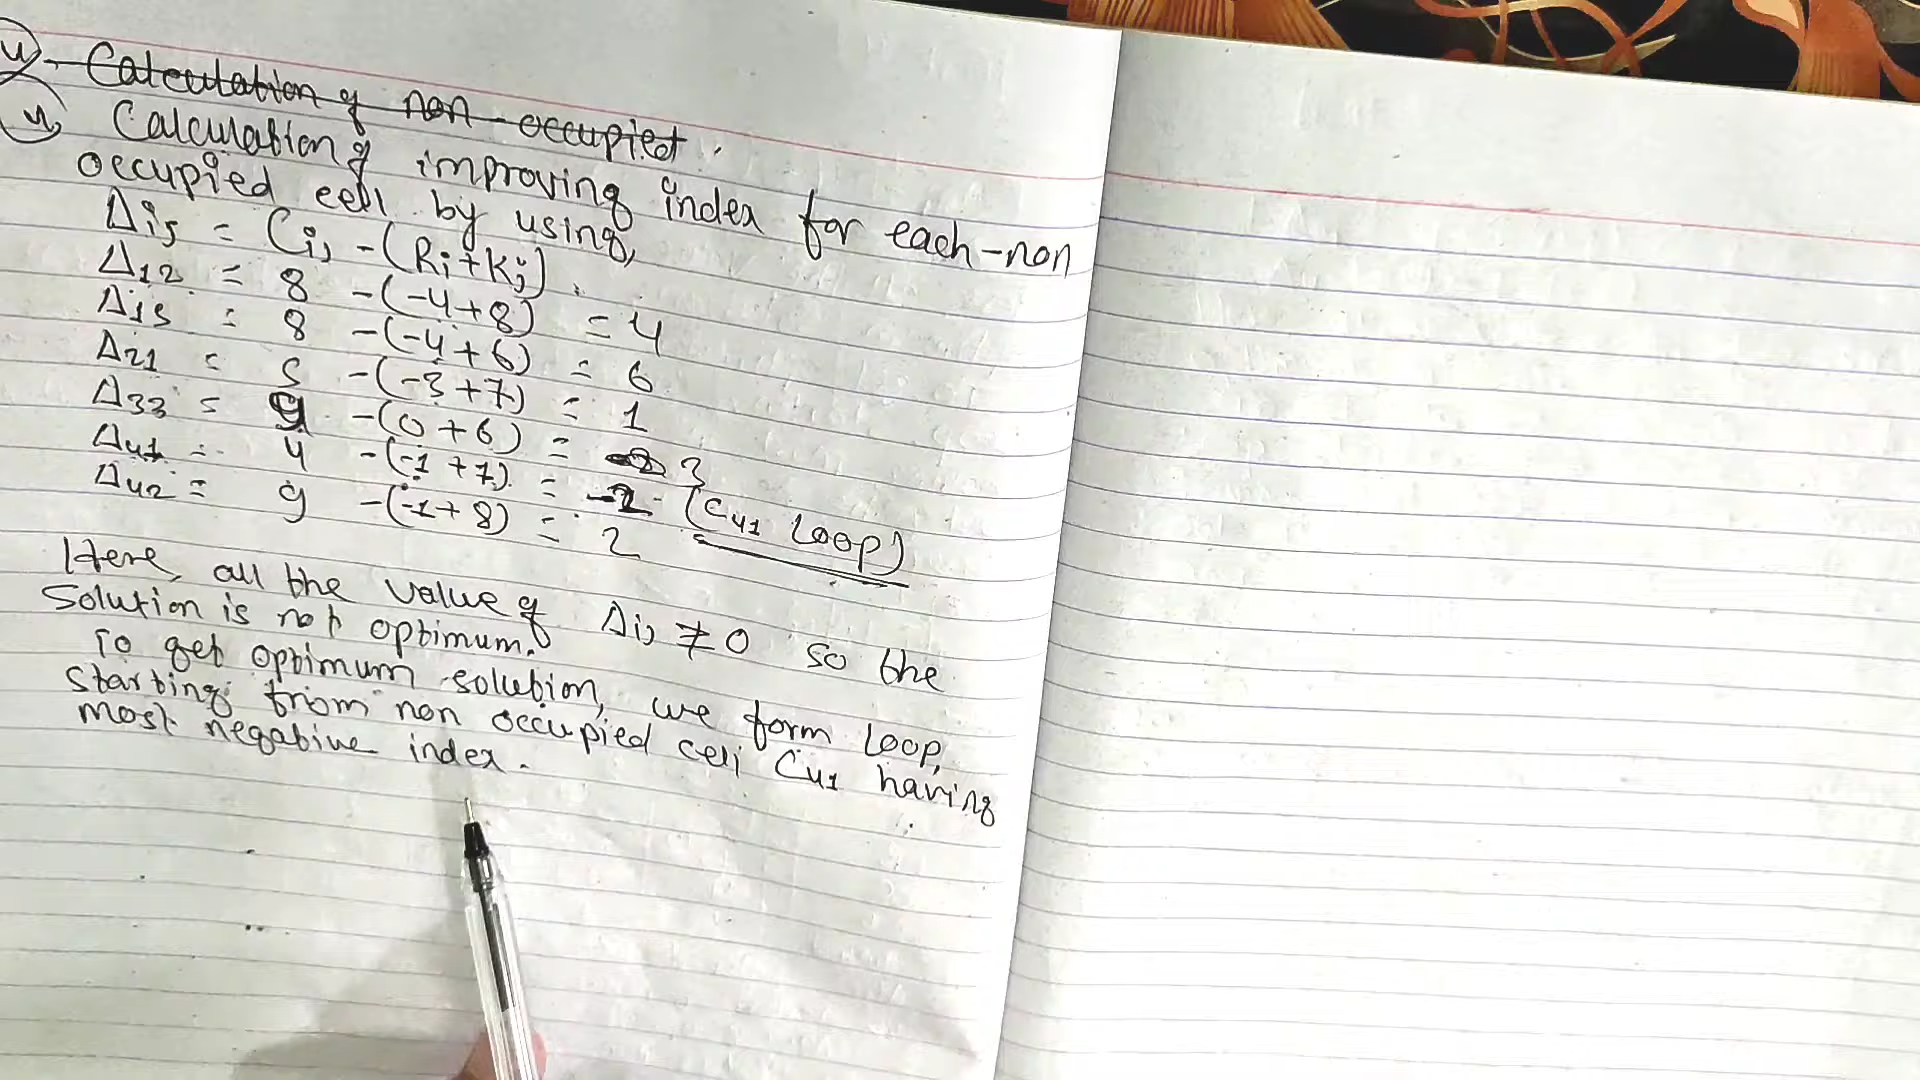 4. Calculation of non-occupied.
4) Calculation of improving index for each-non
occupied cell by using,
Δij = Cij - (Ri + Kj).
Δ12 = 8 - (-4+8) = 4
Δ13 = 8 - (-4+6) = 6
Δ21 = 5 - (-3+7) = 1
Δ33 = 9 - (0+6) = 3
Δ41 = 4 - (-1+7) = -2 (C41 Loop)
Δ42 = 9 - (-1+8) = 2
Here, all the value of Δij ≠ 0 so the
solution is not optimum.
To get optimum solution, we form Loop,
starting from non occupied cell C41 having
most negative index.